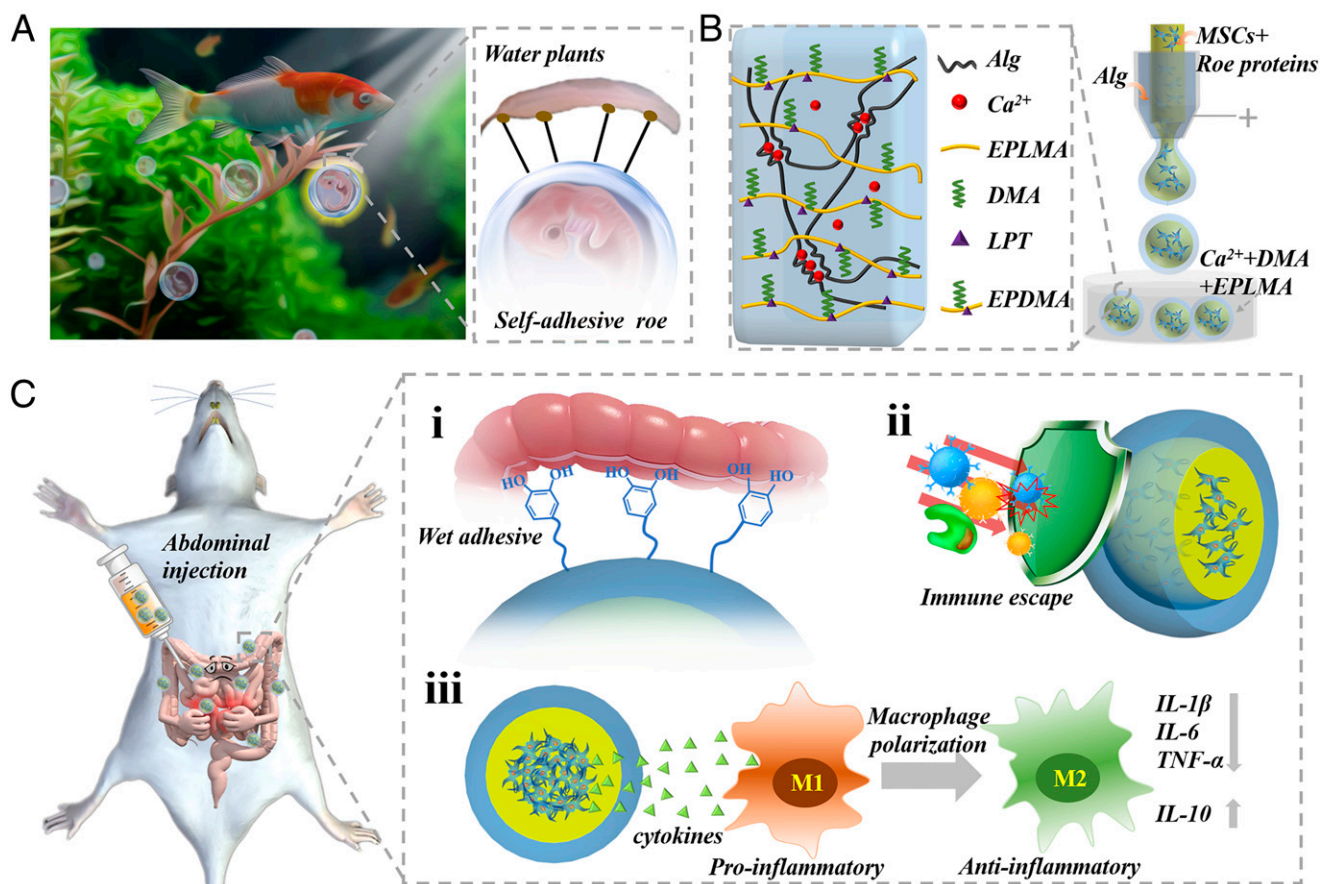 A
Water plants
Self-adhesive roe
B
Alg
Ca²⁺
EPLMA
DMA
LPT
EPDMA
MSCs+
Roe proteins
Alg
+
Ca²⁺+DMA
+EPLMA
C
Abdominal
injection
i
HO
OH
HO
OH
OH
HO
Wet adhesive
ii
Immune escape
iii
cytokines
M1
Pro-inflammatory
Macrophage
polarization
M2
Anti-inflammatory
IL-1β
IL-6
TNF-α
IL-10